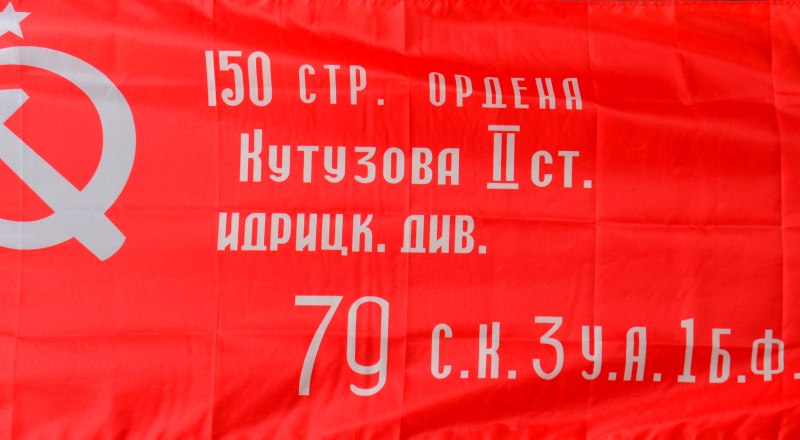 150 СТР. ОРДЕНА
КУТУЗОВА II СТ.
ИДРИЦК. ДИВ.
79 С.К. 3 У.А. 1 Б.Ф.